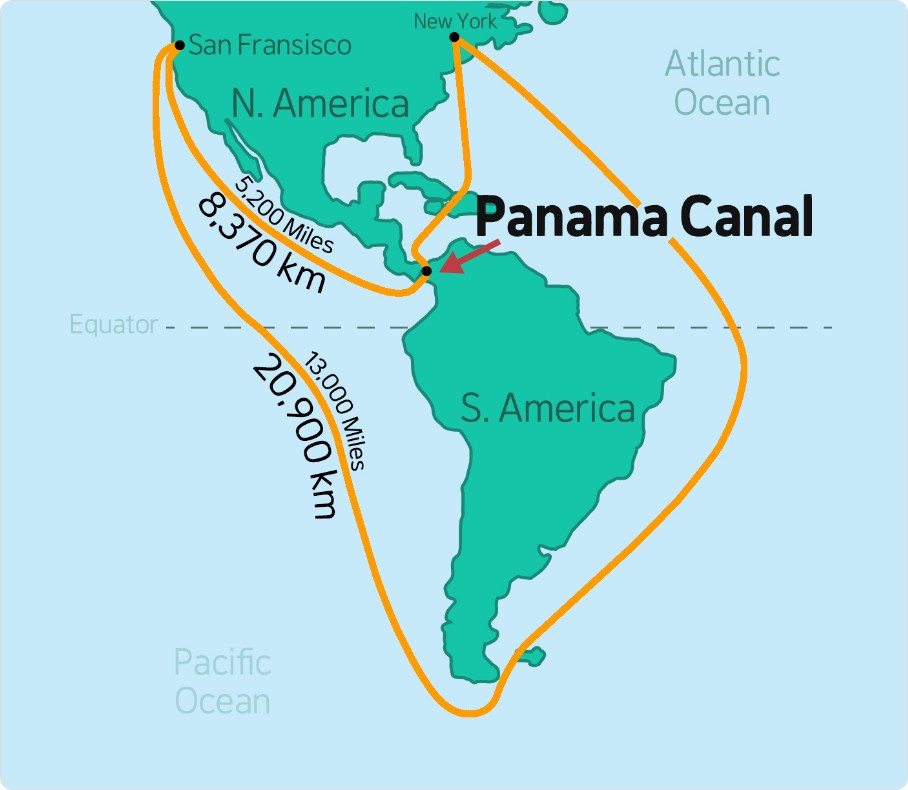 New York
San Fransisco
Atlantic
Ocean
N. America
5,200 Miles
8,370 km
Panama Canal
Equator
13,000 Miles
20,900 km
S. America
Pacific
Ocean